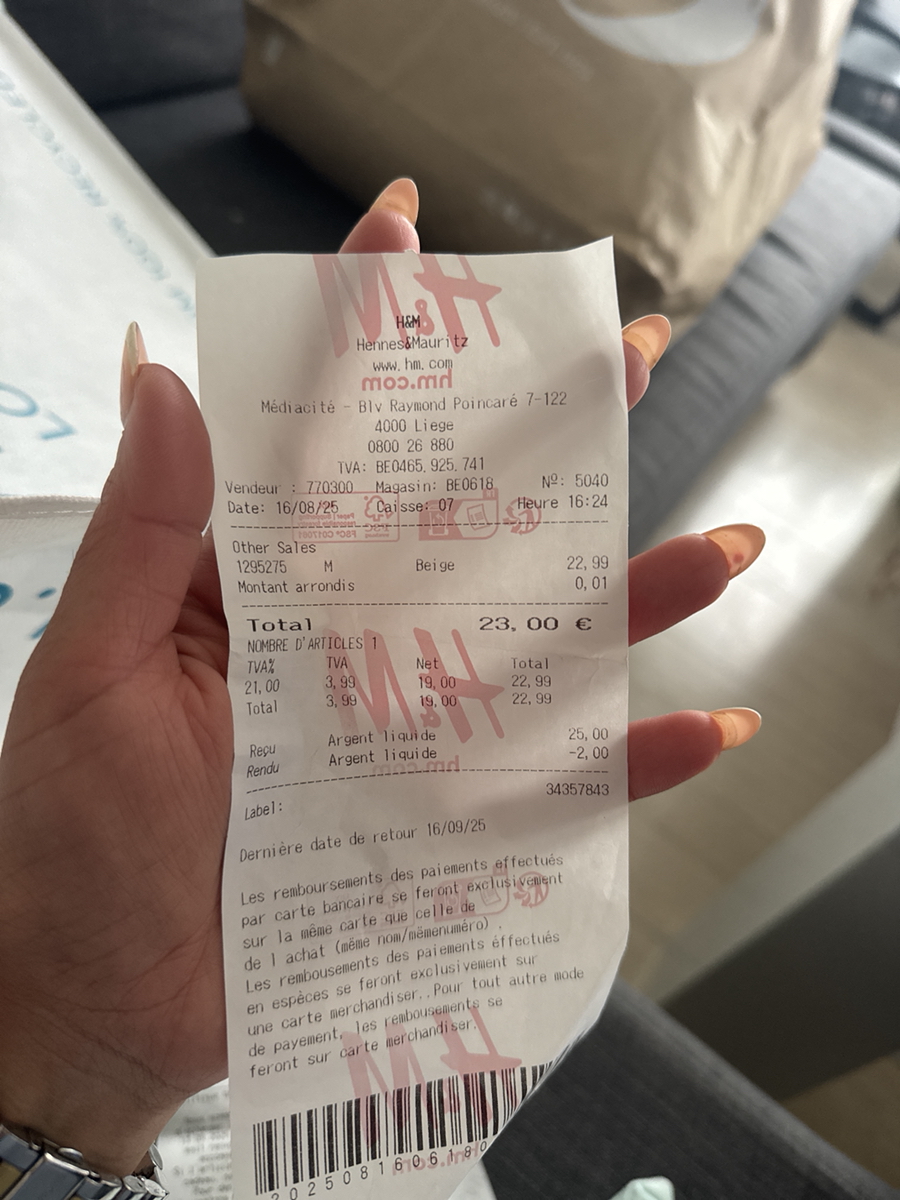 H&M
H&M
Hennes&Mauritz
www.hm.com
hm.com
Médiacité - Blv Raymond Poincaré 7-122
4000 Liege
0800 26 880
TVA: BE0465.925.741
Vendeur : 770300 Magasin: BE0618 Nº: 5040
Date: 16/08/25 Caisse: 07 Heure 16:24
Other Sales
1295275 M Beige 22,99
Montant arrondis 0,01
Total 23,00 €
NOMBRE D'ARTICLES 1
TVA% TVA Net Total
21,00 3,99 19,00 22,99
Total 3,99 19,00 22,99
H&M
Reçu Argent liquide 25,00
Rendu Argent liquide -2,00
hm.com
34357843
Label:
Dernière date de retour 16/09/25
Les remboursements des paiements effectués
par carte bancaire se feront exclusivement
sur la même carte que celle de
de l achat (même nom/mêmenuméro) .
Les rembousements des paiements éffectués
en espèces se feront exclusivement sur
une carte merchandiser..Pour tout autre mode
de payement, les rembousements se
feront sur carte merchandiser.
H&M
hm.com